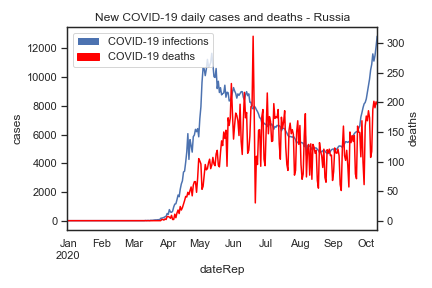 New COVID-19 daily cases and deaths - Russia
COVID-19 infections
COVID-19 deaths
12000
10000
8000
6000
4000
2000
0
cases
300
250
200
150
100
50
0
deaths
Jan Feb Mar Apr May Jun Jul Aug Sep Oct
2020
dateRep